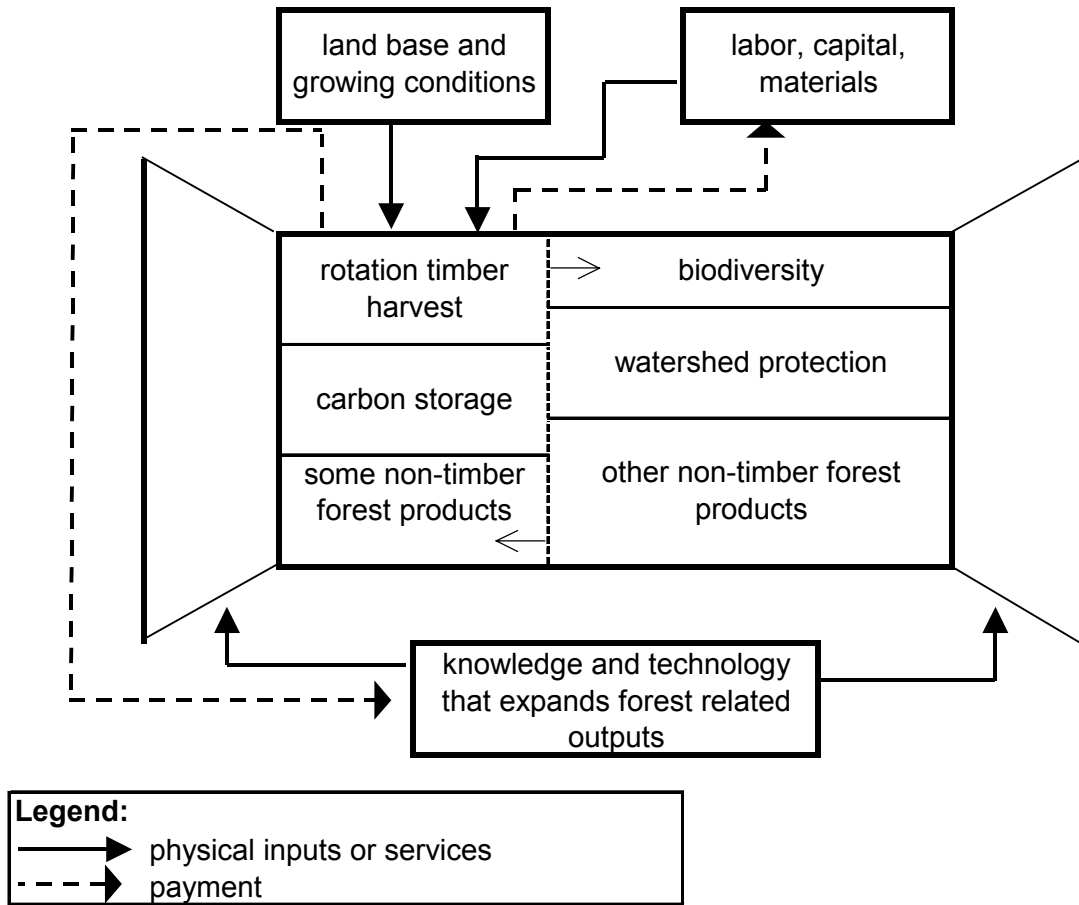 land base and
growing conditions
labor, capital,
materials
rotation timber
harvest
biodiversity
carbon storage
watershed protection
some non-timber
forest products
other non-timber forest
products
knowledge and technology
that expands forest related
outputs
Legend:
physical inputs or services
payment